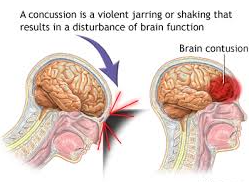 A concussion is a violent jarring or shaking that
results in a disturbance of brain function
Brain contusion